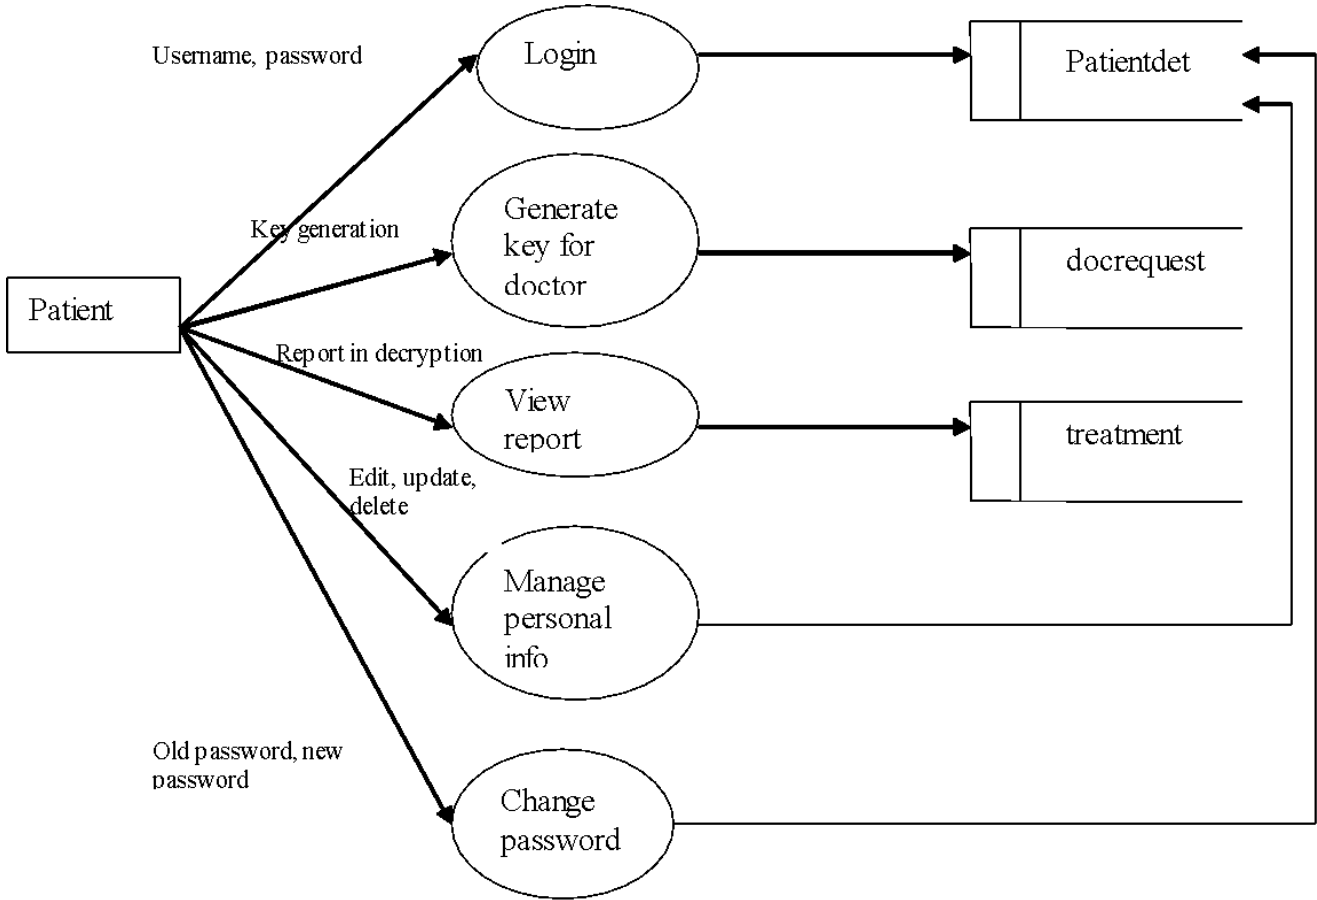 Username, password
Login
Patientdet
Key generation
Generate
key for
doctor
docrequest
Patient
Report in decryption
View
report
treatment
Edit, update,
delete
Manage
personal
info
Old password, new
password
Change
password